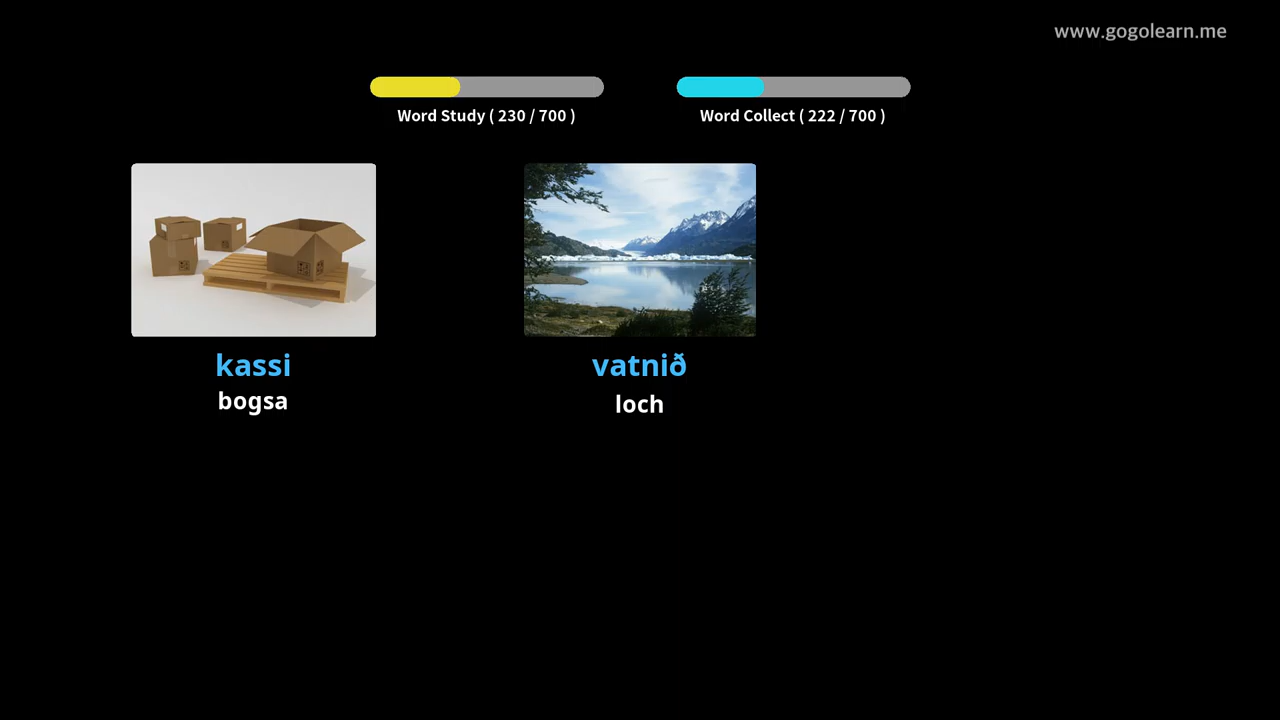 www.gogolearn.me
Word Study ( 230 / 700 )
Word Collect ( 222 / 700 )
kassi
bogsa
vatnið
loch